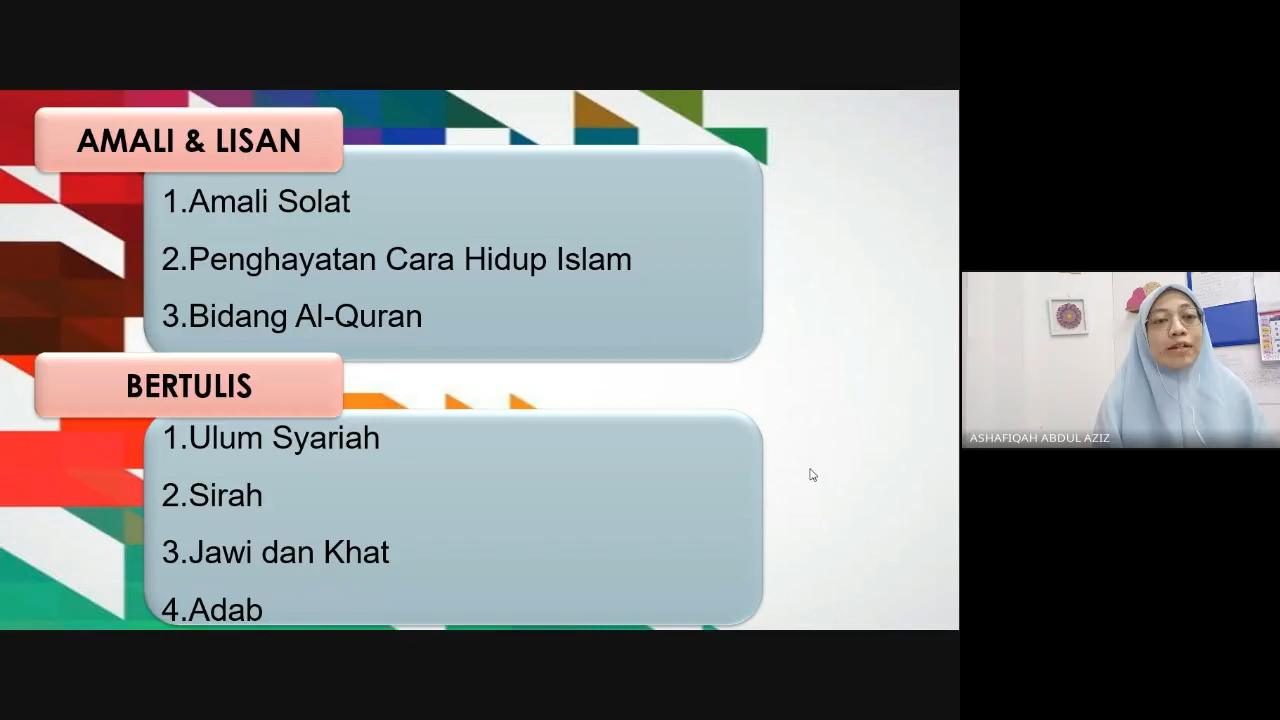 AMALI & LISAN
1.Amali Solat
2.Penghayatan Cara Hidup Islam
3.Bidang Al-Quran
BERTULIS
1.Ulum Syariah
2.Sirah
3.Jawi dan Khat
4.Adab
ASHAFIQAH ABDUL AZIZ